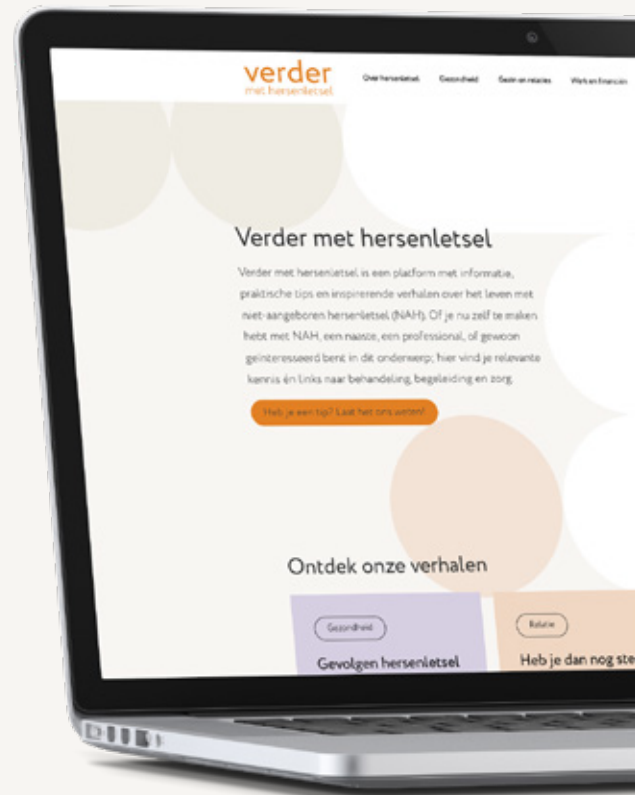 verder
met hersenletsel
Over hersenletsel Gezondheid Gezin en relaties Werk en financiën
Verder met hersenletsel
Verder met hersenletsel is een platform met informatie,
praktische tips en inspirerende verhalen over het leven met
niet-aangeboren hersenletsel (NAH). Of je nu zelf te maken
hebt met NAH, een naaste, een professional, of gewoon
geïnteresseerd bent in dit onderwerp; hier vind je relevante
kennis én links naar behandeling, begeleiding en zorg.
Heb je een tip? Laat het ons weten!
Ontdek onze verhalen
Gezondheid
Relatie
Gevolgen hersenletsel
Heb je dan nog ste